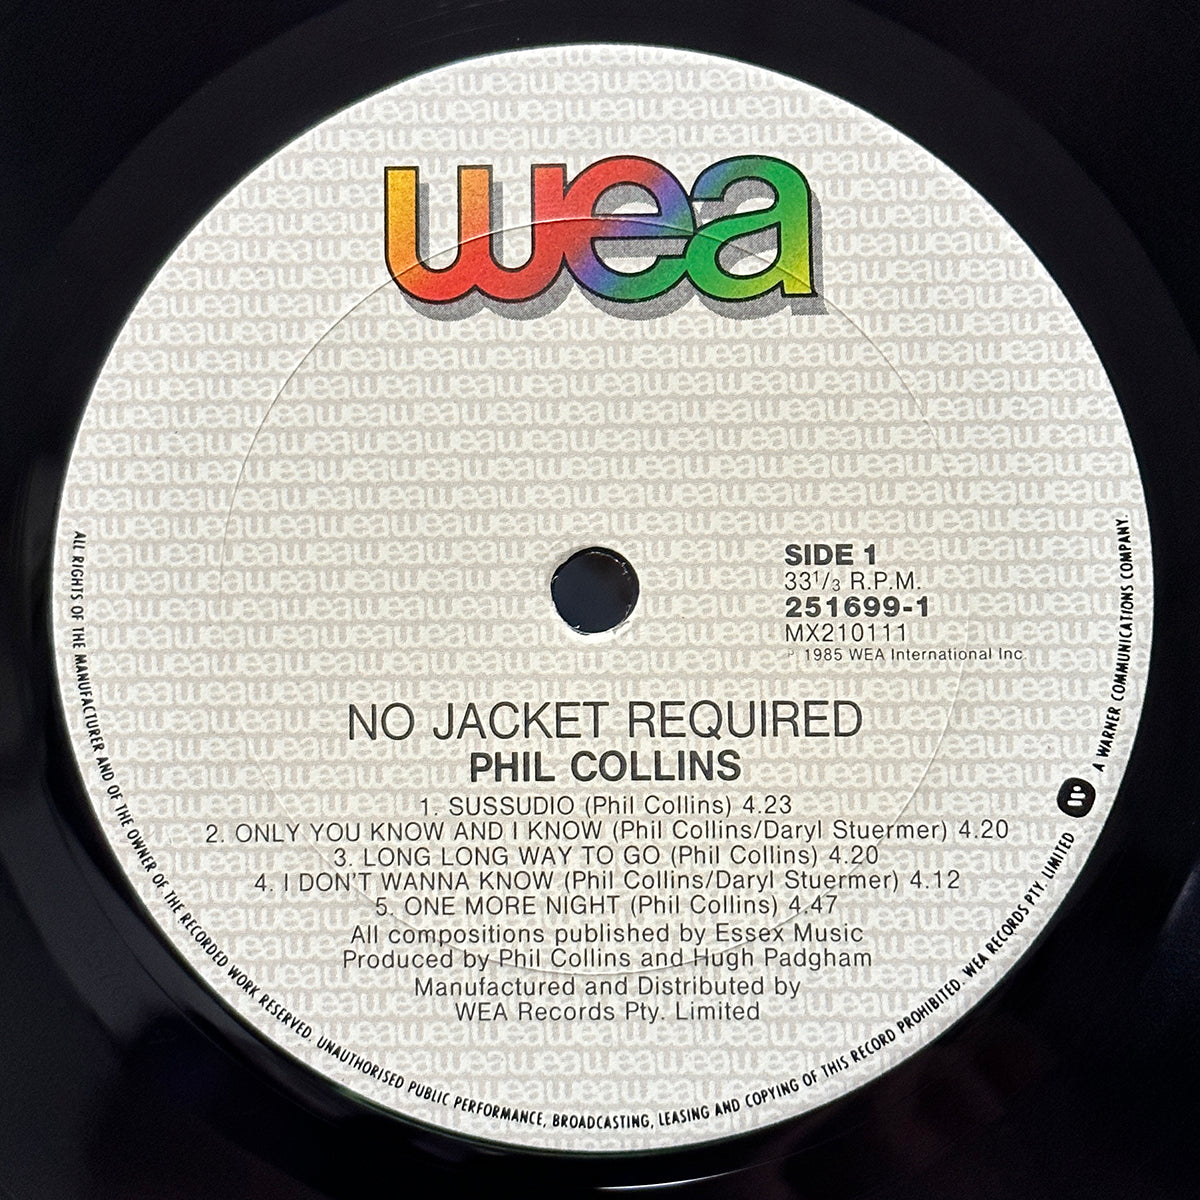 wea
SIDE 1
33 1/3 R.P.M.
251699-1
MX210111
℗ 1985 WEA International Inc.
NO JACKET REQUIRED
PHIL COLLINS
1. SUSSUDIO (Phil Collins) 4.23
2. ONLY YOU KNOW AND I KNOW (Phil Collins/Daryl Stuermer) 4.20
3. LONG LONG WAY TO GO (Phil Collins) 4.20
4. I DON'T WANNA KNOW (Phil Collins/Daryl Stuermer) 4.12
5. ONE MORE NIGHT (Phil Collins) 4.47
All compositions published by Essex Music
Produced by Phil Collins and Hugh Padgham
Manufactured and Distributed by
WEA Records Pty. Limited
ALL RIGHTS OF THE MANUFACTURER AND OF THE OWNER OF THE RECORDED WORK RESERVED. UNAUTHORISED PUBLIC PERFORMANCE, BROADCASTING, LEASING AND COPYING OF THIS RECORD PROHIBITED. WEA RECORDS PTY. LIMITED A WARNER COMMUNICATIONS COMPANY.